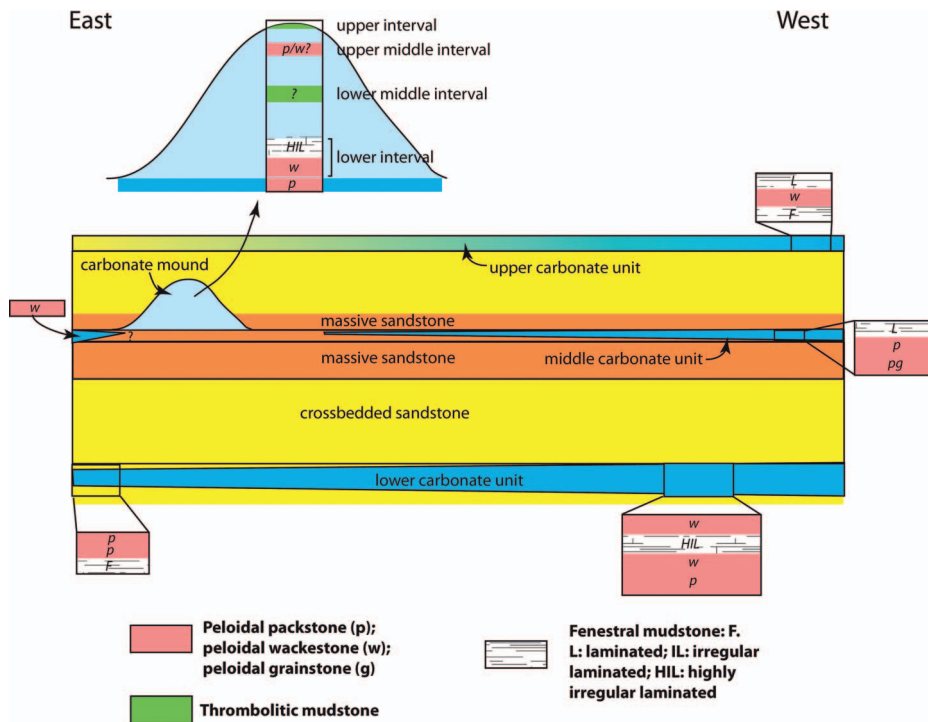 East
West
upper interval
p/w?
upper middle interval
?
lower middle interval
HIL
lower interval
w
p
L
w
F
carbonate mound
upper carbonate unit
w
massive sandstone
?
L
p
pg
massive sandstone
middle carbonate unit
crossbedded sandstone
lower carbonate unit
p
p
F
w
HIL
w
p
Peloidal packstone (p);
peloidal wackestone (w);
peloidal grainstone (g)
Fenestral mudstone: F.
L: laminated; IL: irregular
laminated; HIL: highly
irregular laminated
Thrombolitic mudstone